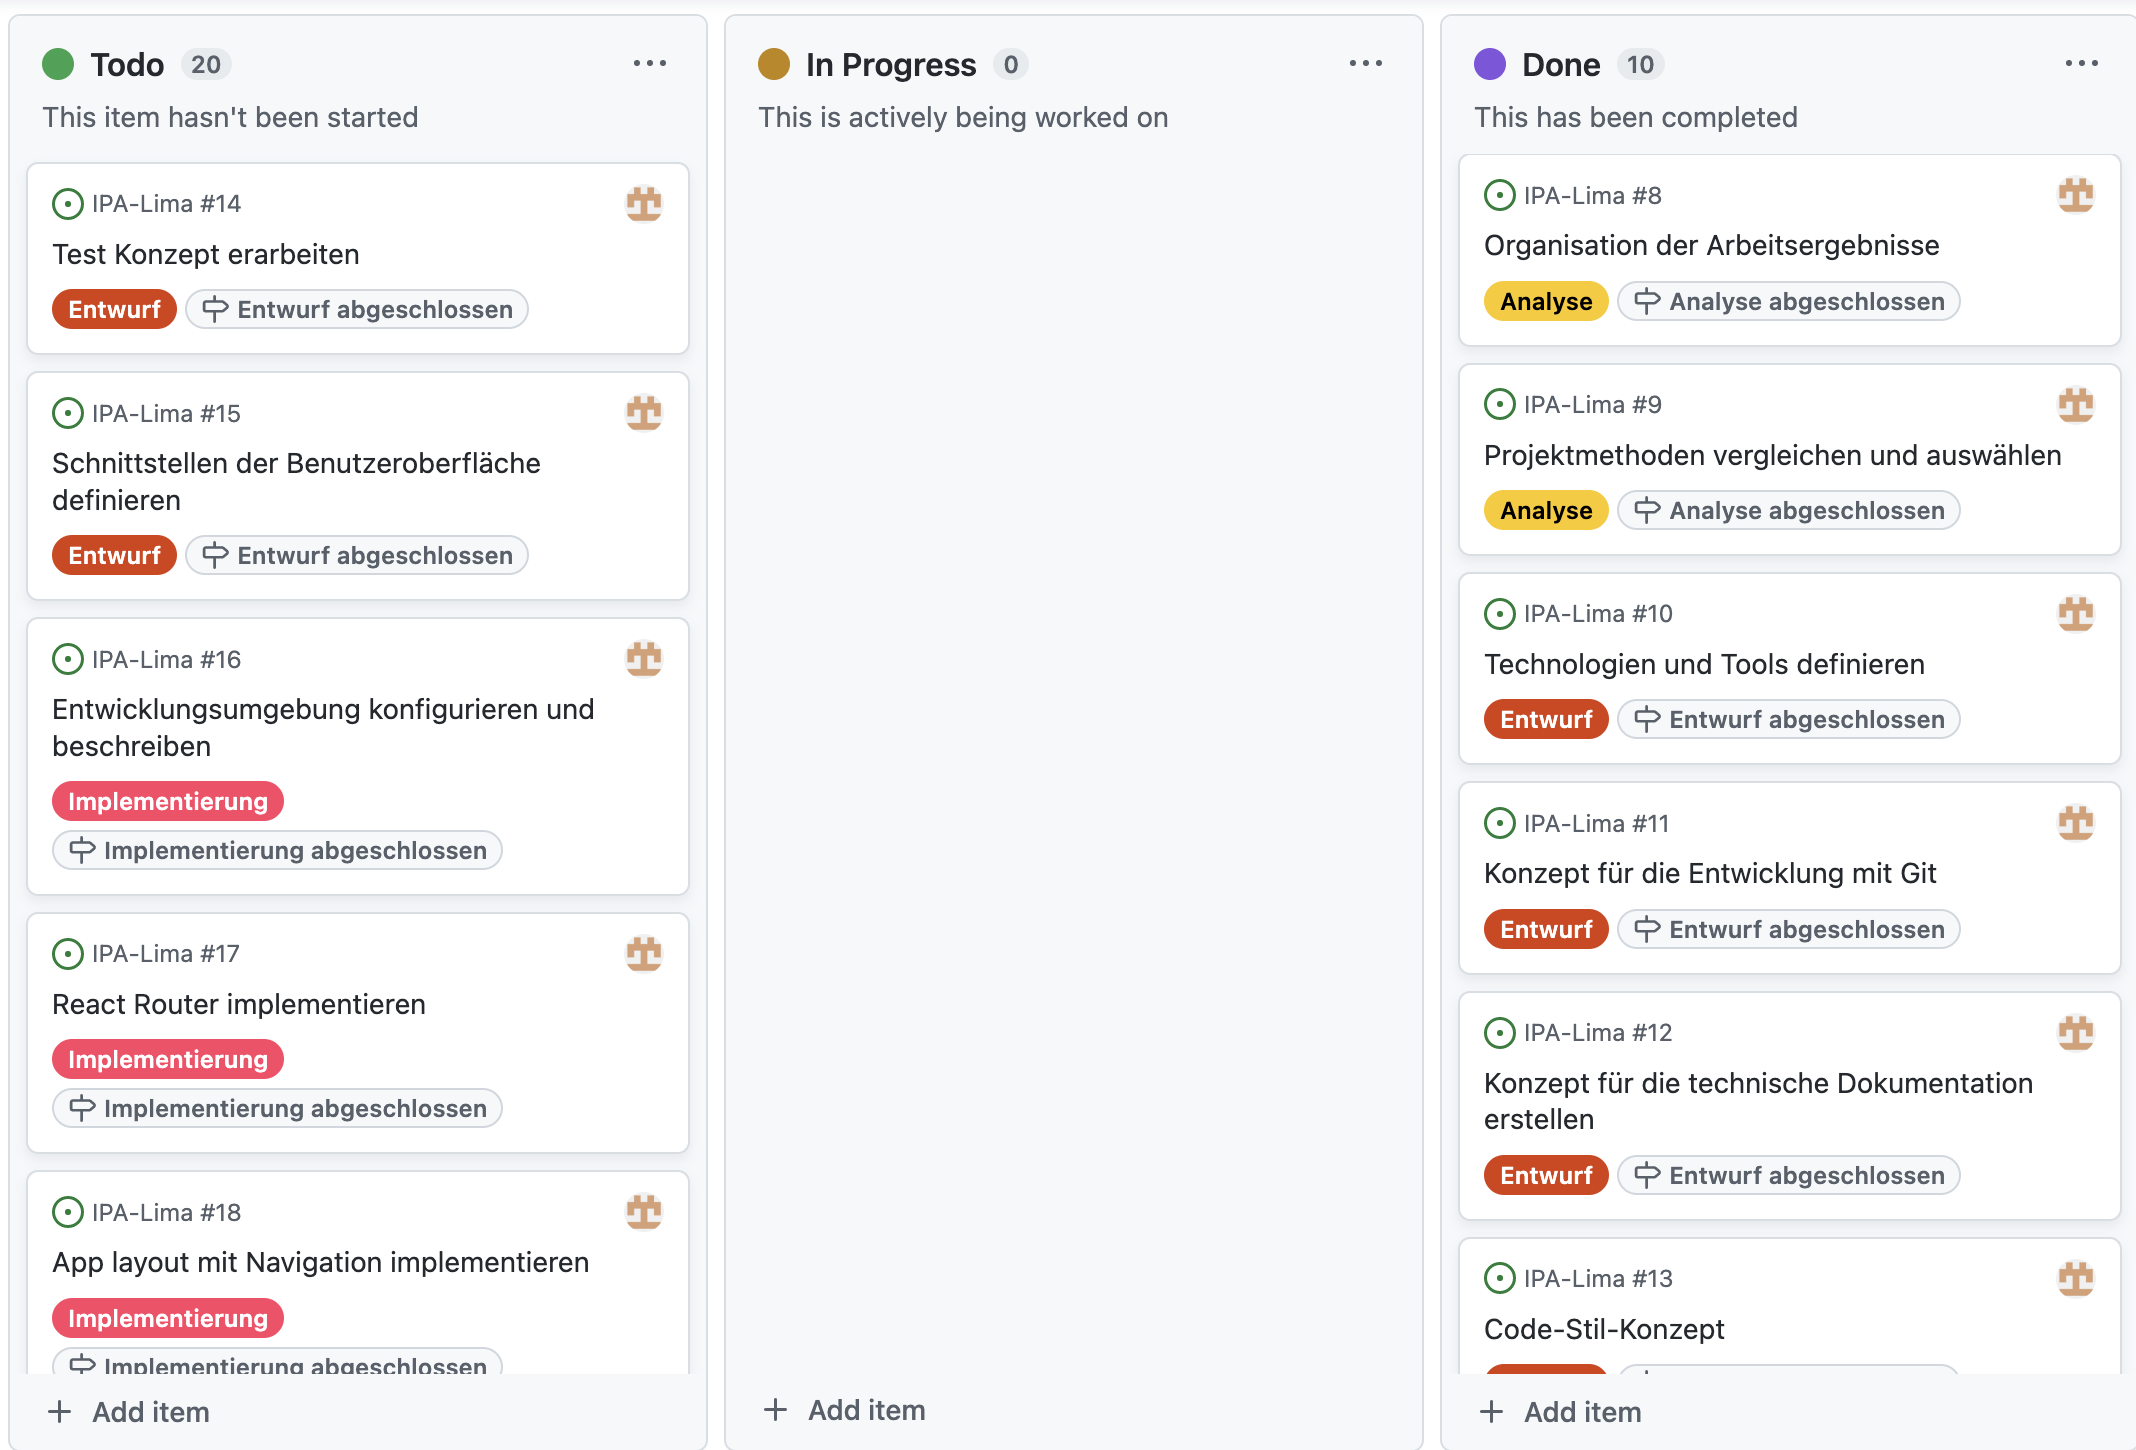 Todo 20
This item hasn't been started
IPA-Lima #14
Test Konzept erarbeiten
Entwurf Entwurf abgeschlossen
IPA-Lima #15
Schnittstellen der Benutzeroberfläche
definieren
Entwurf Entwurf abgeschlossen
IPA-Lima #16
Entwicklungsumgebung konfigurieren und
beschreiben
Implementierung
Implementierung abgeschlossen
IPA-Lima #17
React Router implementieren
Implementierung
Implementierung abgeschlossen
IPA-Lima #18
App layout mit Navigation implementieren
Implementierung
Implementierung abgeschlossen
+ Add item
In Progress 0
This is actively being worked on
+ Add item
Done 10
This has been completed
IPA-Lima #8
Organisation der Arbeitsergebnisse
Analyse Analyse abgeschlossen
IPA-Lima #9
Projektmethoden vergleichen und auswählen
Analyse Analyse abgeschlossen
IPA-Lima #10
Technologien und Tools definieren
Entwurf Entwurf abgeschlossen
IPA-Lima #11
Konzept für die Entwicklung mit Git
Entwurf Entwurf abgeschlossen
IPA-Lima #12
Konzept für die technische Dokumentation
erstellen
Entwurf Entwurf abgeschlossen
IPA-Lima #13
Code-Stil-Konzept
+ Add item